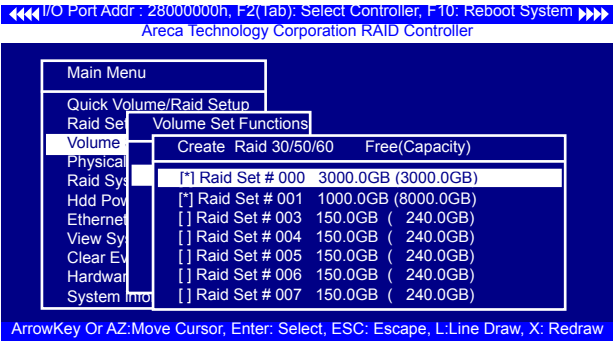 I/O Port Addr : 28000000h, F2(Tab): Select Controller, F10: Reboot System
Areca Technology Corporation RAID Controller
Main Menu
Quick Volume/Raid Setup
Raid Set
Volume Set Functions
Volume
Create Raid 30/50/60 Free(Capacity)
Physical
[*] Raid Set # 000 3000.0GB (3000.0GB)
Raid Sys
[*] Raid Set # 001 1000.0GB (8000.0GB)
Hdd Pow
[ ] Raid Set # 003 150.0GB ( 240.0GB)
Ethernet
[ ] Raid Set # 004 150.0GB ( 240.0GB)
View Sy
[ ] Raid Set # 005 150.0GB ( 240.0GB)
Clear Ev
[ ] Raid Set # 006 150.0GB ( 240.0GB)
Hardwar
[ ] Raid Set # 007 150.0GB ( 240.0GB)
System Info
ArrowKey Or AZ:Move Cursor, Enter: Select, ESC: Escape, L:Line Draw, X: Redraw